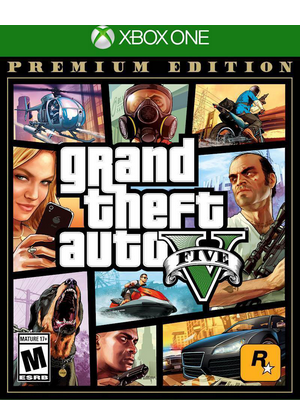 XBOX ONE
PREMIUM EDITION
grand
theft
auto
V
FIVE
MATURE 17+
M
ESRB
R